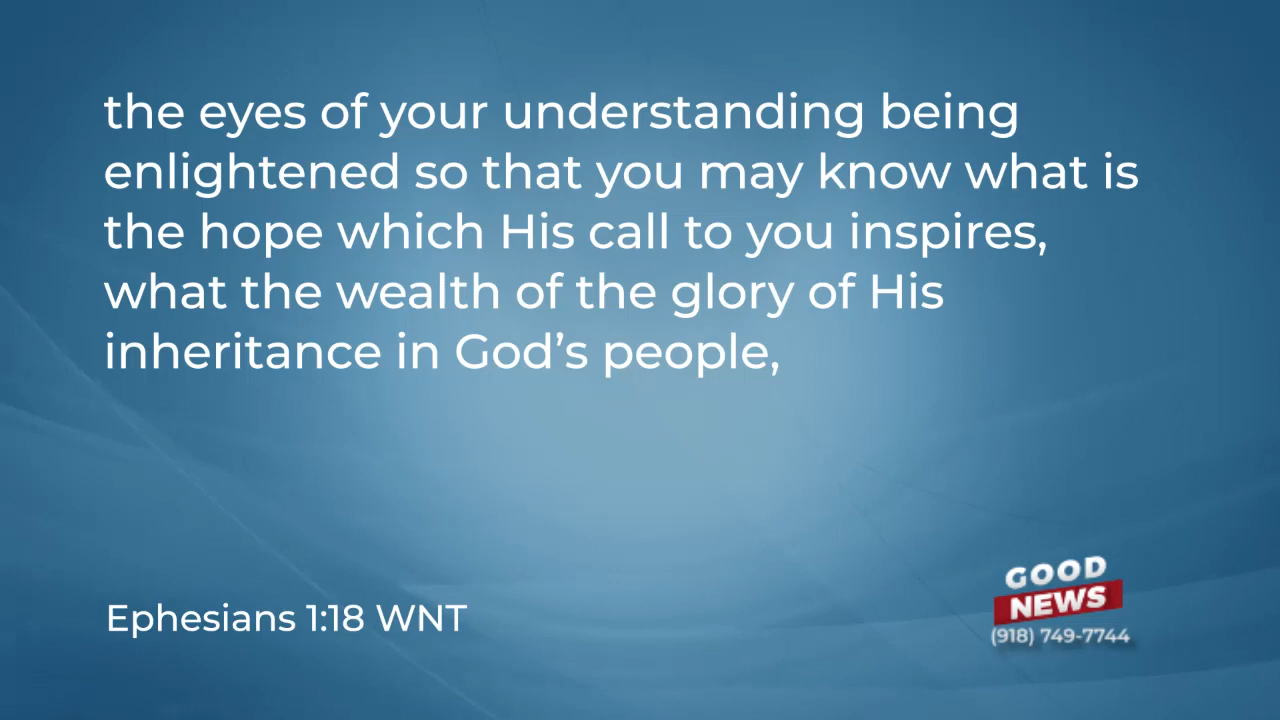 the eyes of your understanding being
enlightened so that you may know what is
the hope which His call to you inspires,
what the wealth of the glory of His
inheritance in God’s people,
Ephesians 1:18 WNT
GOOD
NEWS
(918) 749-7744